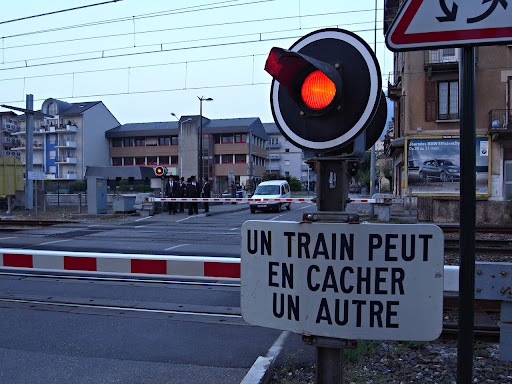 UN TRAIN PEUT
EN CACHER
UN AUTRE